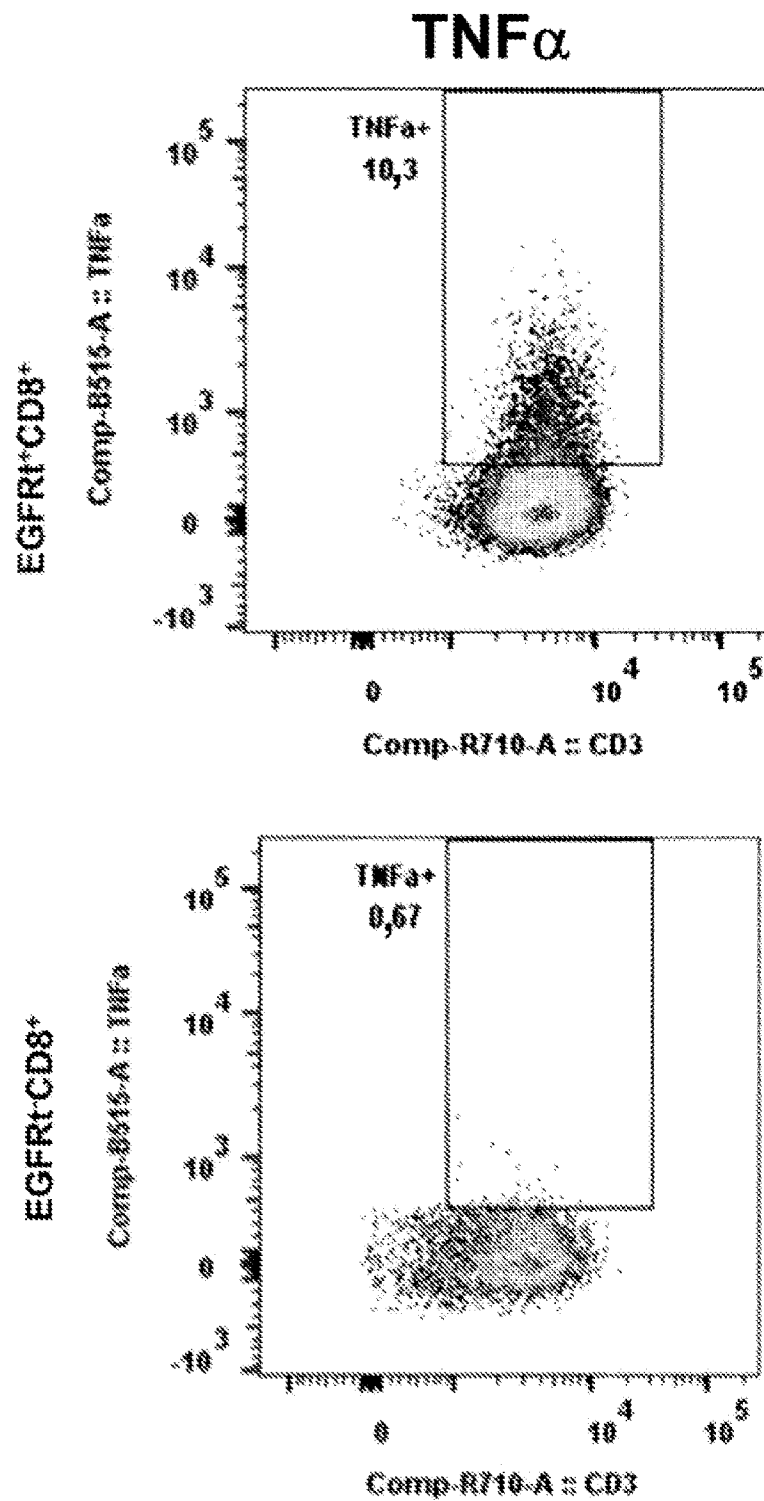 TNFα
TNFa+
10,3
10^5
10^4
10^3
0
-10^3
Comp-B515-A :: TNFa
EGFRt+CD8+
0
10^4
10^5
Comp-R710-A :: CD3
TNFa+
0,67
10^5
10^4
10^3
0
-10^3
Comp-B515-A :: TNFa
EGFRt-CD8+
0
10^4
10^5
Comp-R710-A :: CD3